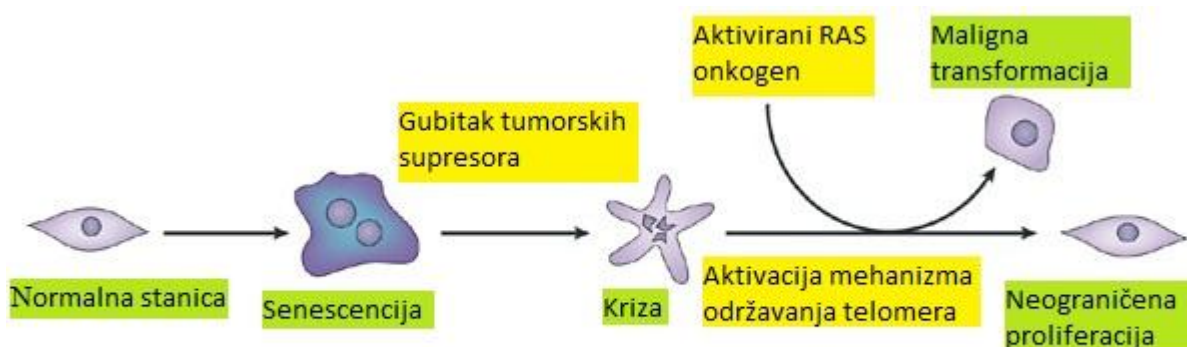 Aktivirani RAS
onkogen
Maligna
transformacija
Gubitak tumorskih
supresora
Normalna stanica
Senescencija
Kriza
Aktivacija mehanizma
održavanja telomera
Neograničena
proliferacija